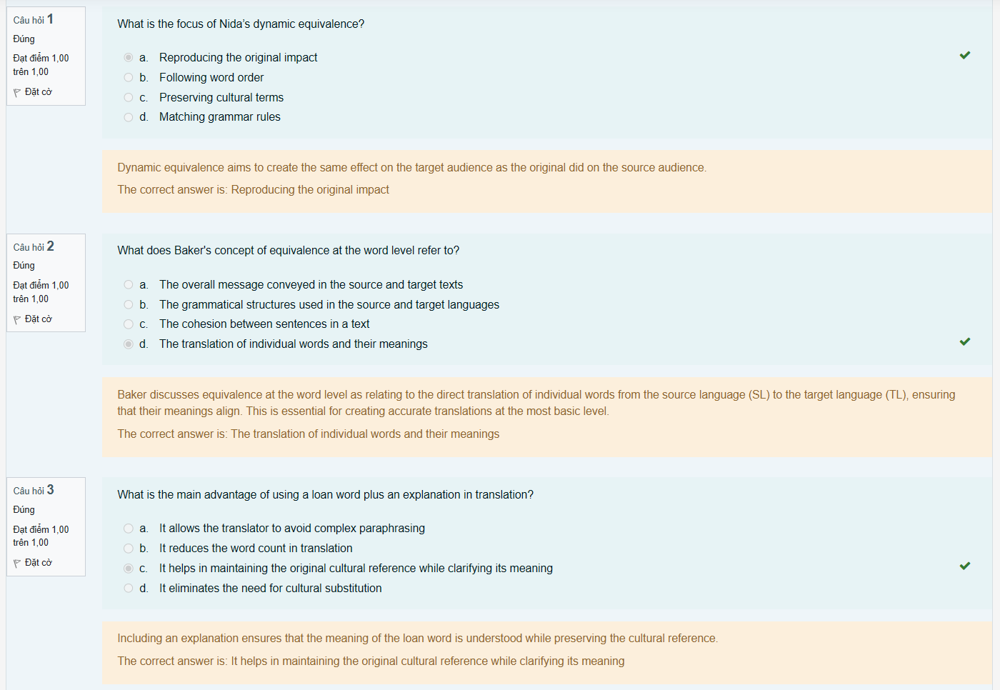 Câu hỏi 1
Đúng
Đạt điểm 1,00
trên 1,00
Đặt cờ
What is the focus of Nida's dynamic equivalence?
a. Reproducing the original impact
b. Following word order
c. Preserving cultural terms
d. Matching grammar rules
Dynamic equivalence aims to create the same effect on the target audience as the original did on the source audience.
The correct answer is: Reproducing the original impact
Câu hỏi 2
Đúng
Đạt điểm 1,00
trên 1,00
Đặt cờ
What does Baker's concept of equivalence at the word level refer to?
a. The overall message conveyed in the source and target texts
b. The grammatical structures used in the source and target languages
c. The cohesion between sentences in a text
d. The translation of individual words and their meanings
Baker discusses equivalence at the word level as relating to the direct translation of individual words from the source language (SL) to the target language (TL), ensuring
that their meanings align. This is essential for creating accurate translations at the most basic level.
The correct answer is: The translation of individual words and their meanings
Câu hỏi 3
Đúng
Đạt điểm 1,00
trên 1,00
Đặt cờ
What is the main advantage of using a loan word plus an explanation in translation?
a. It allows the translator to avoid complex paraphrasing
b. It reduces the word count in translation
c. It helps in maintaining the original cultural reference while clarifying its meaning
d. It eliminates the need for cultural substitution
Including an explanation ensures that the meaning of the loan word is understood while preserving the cultural reference.
The correct answer is: It helps in maintaining the original cultural reference while clarifying its meaning